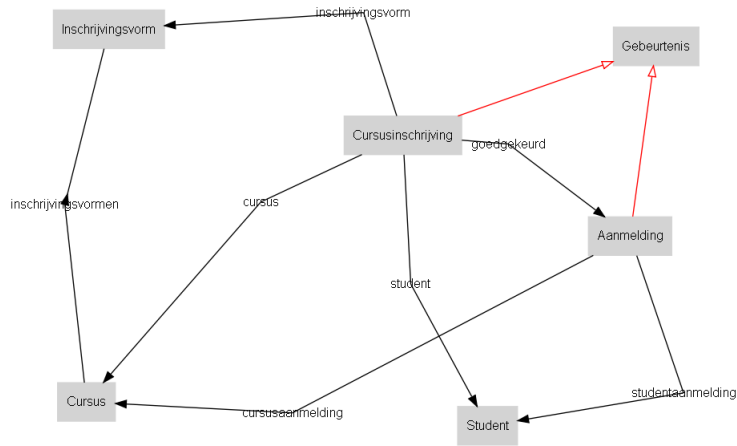 inschrijvingsvorm
Inschrijvingsvorm
Gebeurtenis
Cursusinschrijving
goedgekeurd
inschrijvingsvormen
cursus
Aanmelding
student
studentaanmelding
Cursus
cursusaanmelding
Student